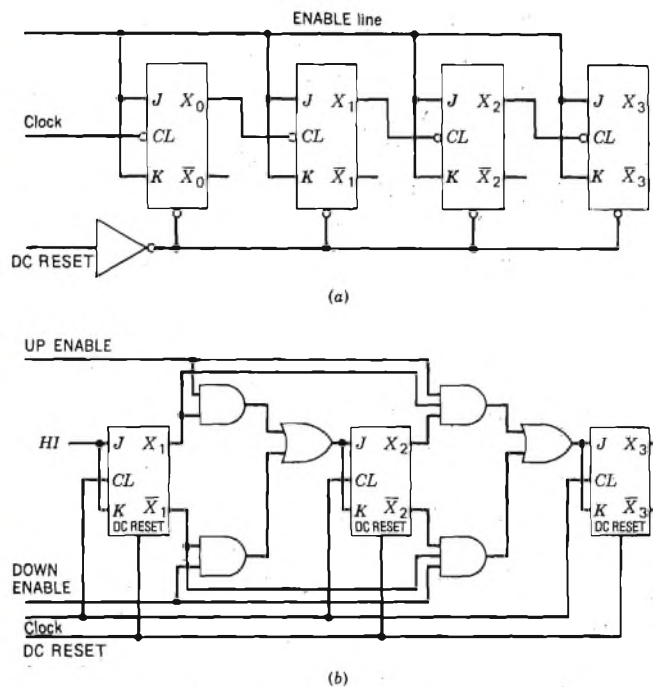 ENABLE line
J X₀ J X₁ J X₂ J X₃
Clock
CL CL CL CL
K X̅₀ K X̅₁ K X̅₂ K X̅₃
DC RESET
(a)
UP ENABLE
HI J X₁ J X₂ J X₃
CL CL CL
K X̅₁ K X̅₂ K X̅₃
DC RESET DC RESET DC RESET
DOWN
ENABLE
Clock
DC RESET
(b)